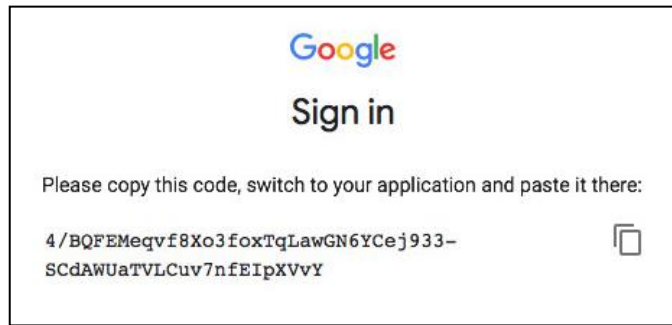 Google
Sign in
Please copy this code, switch to your application and paste it there:
4/BQFEMeqvf8Xo3foxTqLawGN6YCej933-
SCdAWUaTVLCuv7nfEIpXVvY